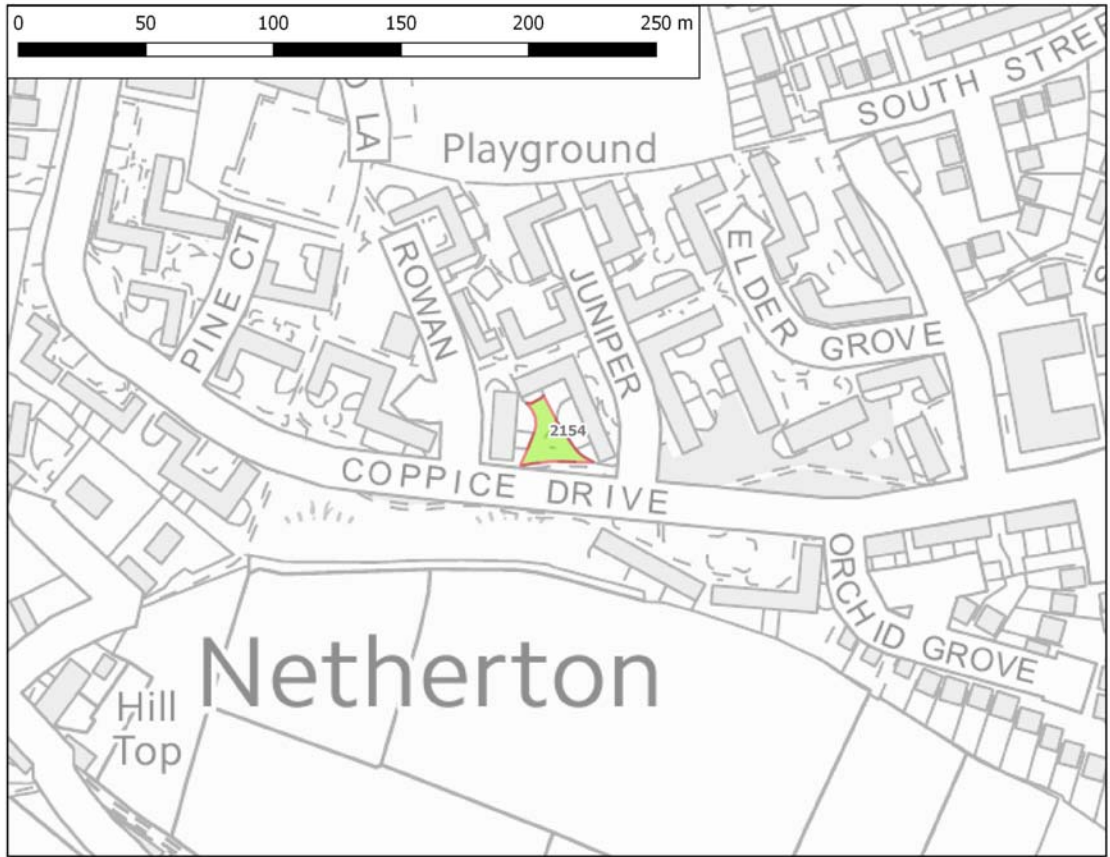 0 50 100 150 200 250 m
SOUTH STREE
O LA
Playground
PINE CT
ROWAN
JUNIPER
ELDER GROVE
2154
COPPICE DRIVE
ORCHID GROVE
Netherton
Hill
Top